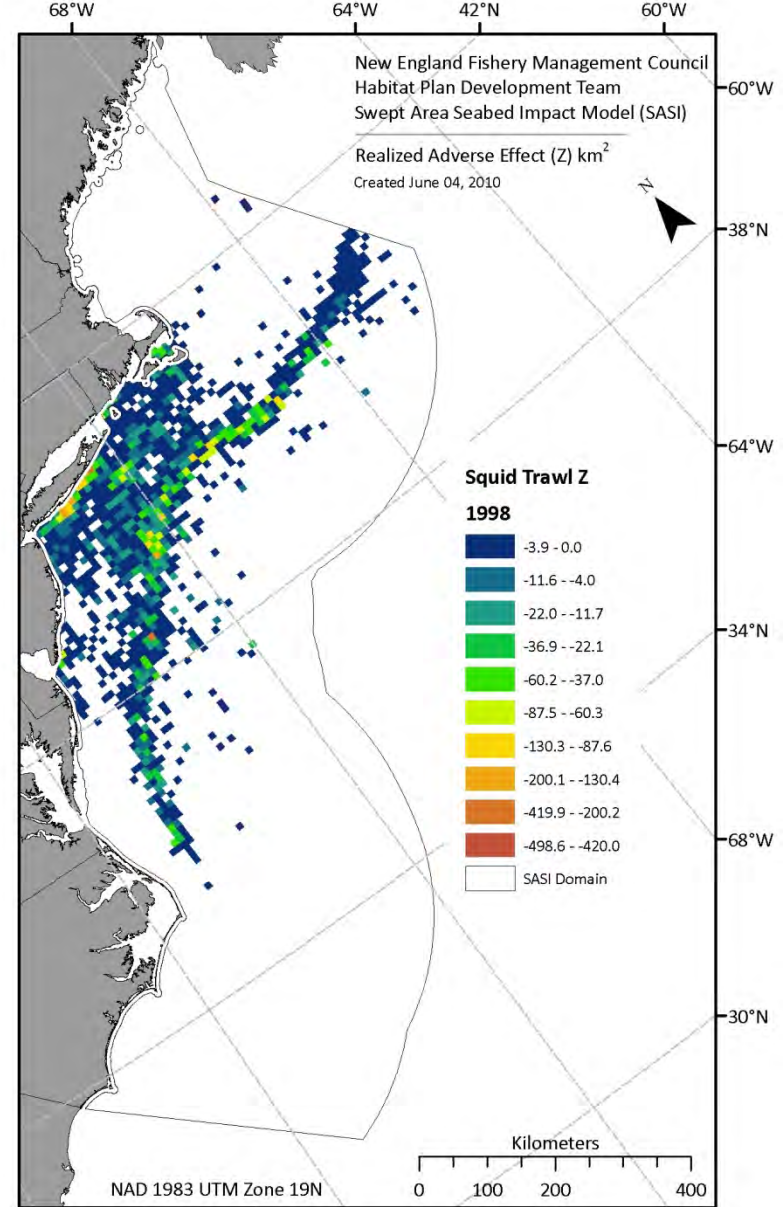 68°W
64°W
42°N
60°W
New England Fishery Management Council
Habitat Plan Development Team
Swept Area Seabed Impact Model (SASI)
Realized Adverse Effect (Z) km²
Created June 04, 2010
N
60°W
38°N
64°W
34°N
68°W
30°N
Squid Trawl Z
1998
-3.9 - 0.0
-11.6 - -4.0
-22.0 - -11.7
-36.9 - -22.1
-60.2 - -37.0
-87.5 - -60.3
-130.3 - -87.6
-200.1 - -130.4
-419.9 - -200.2
-498.6 - -420.0
SASI Domain
Kilometers
0 100 200 400
NAD 1983 UTM Zone 19N